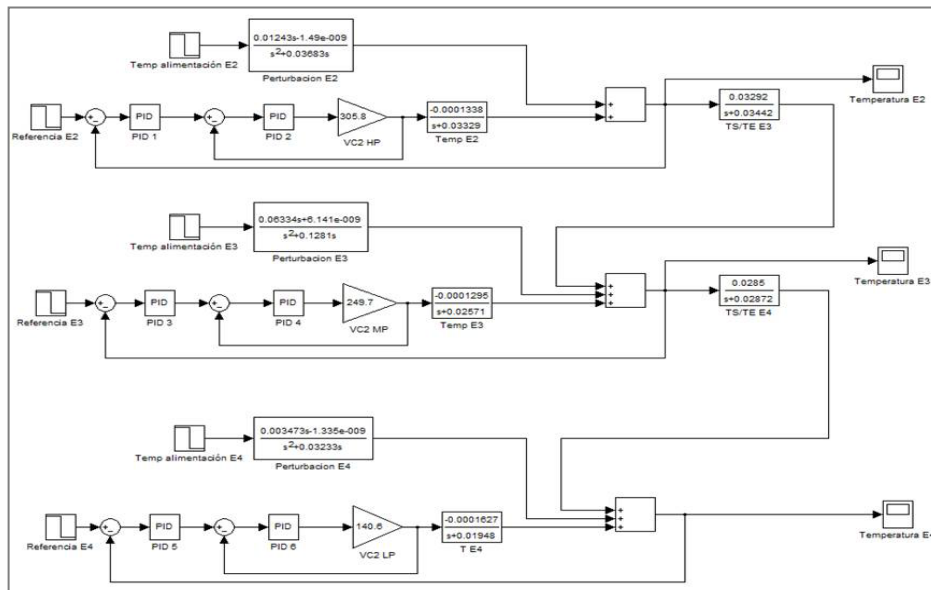 0.01243s-1.49e-009
s2+0.03683s
Temp alimentación E2
Perturbacion E2
Temperatura E2
Referencia E2
+-
PID
PID 1
+-
PID
PID 2
305.8
VC2 HP
-0.0001338
s+0.03329
Temp E2
+
+
0.03292
s+0.03442
TS/TE E3
0.06334s+6.141e-009
s2+0.1281s
Temp alimentación E3
Perturbacion E3
Temperatura E3
Referencia E3
+-
PID
PID 3
+-
PID
PID 4
249.7
VC2 MP
-0.0001295
s+0.02571
Temp E3
+
+
+
0.0285
s+0.02872
TS/TE E4
0.003473s-1.335e-009
s2+0.03233s
Temp alimentación E4
Perturbacion E4
Temperatura E4
Referencia E4
+-
PID
PID 5
+-
PID
PID 6
140.6
VC2 LP
-0.0001627
s+0.01948
T E4
+
+
+